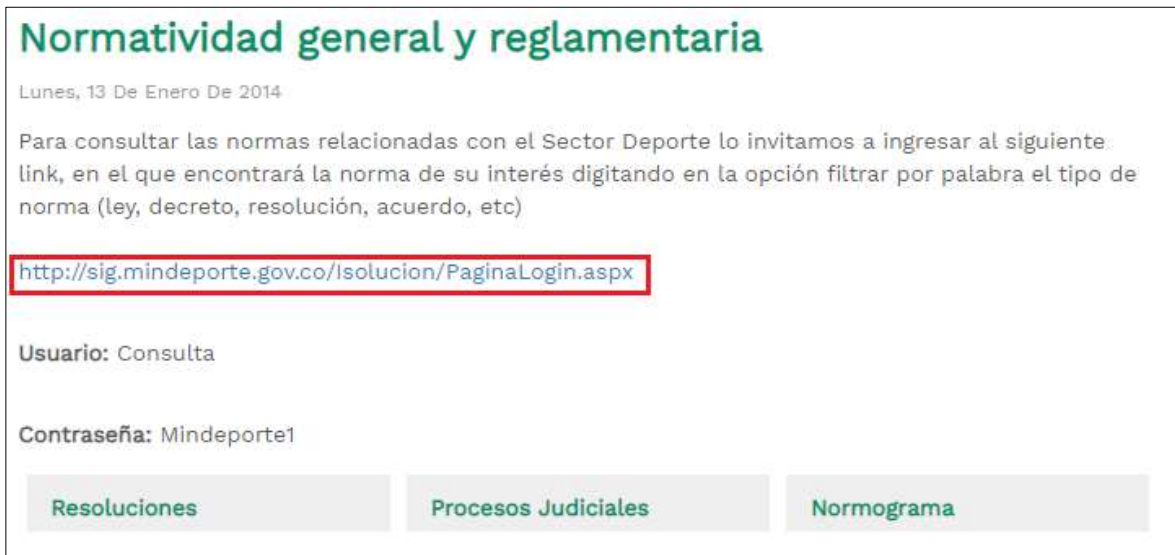 Normatividad general y reglamentaria
Lunes, 13 De Enero De 2014
Para consultar las normas relacionadas con el Sector Deporte lo invitamos a ingresar al siguiente
link, en el que encontrará la norma de su interés digitando en la opción filtrar por palabra el tipo de
norma (ley, decreto, resolución, acuerdo, etc)
http://sig.mindeporte.gov.co/Isolucion/PaginaLogin.aspx
Usuario: Consulta
Contraseña: Mindeporte1
Resoluciones Procesos Judiciales Normograma